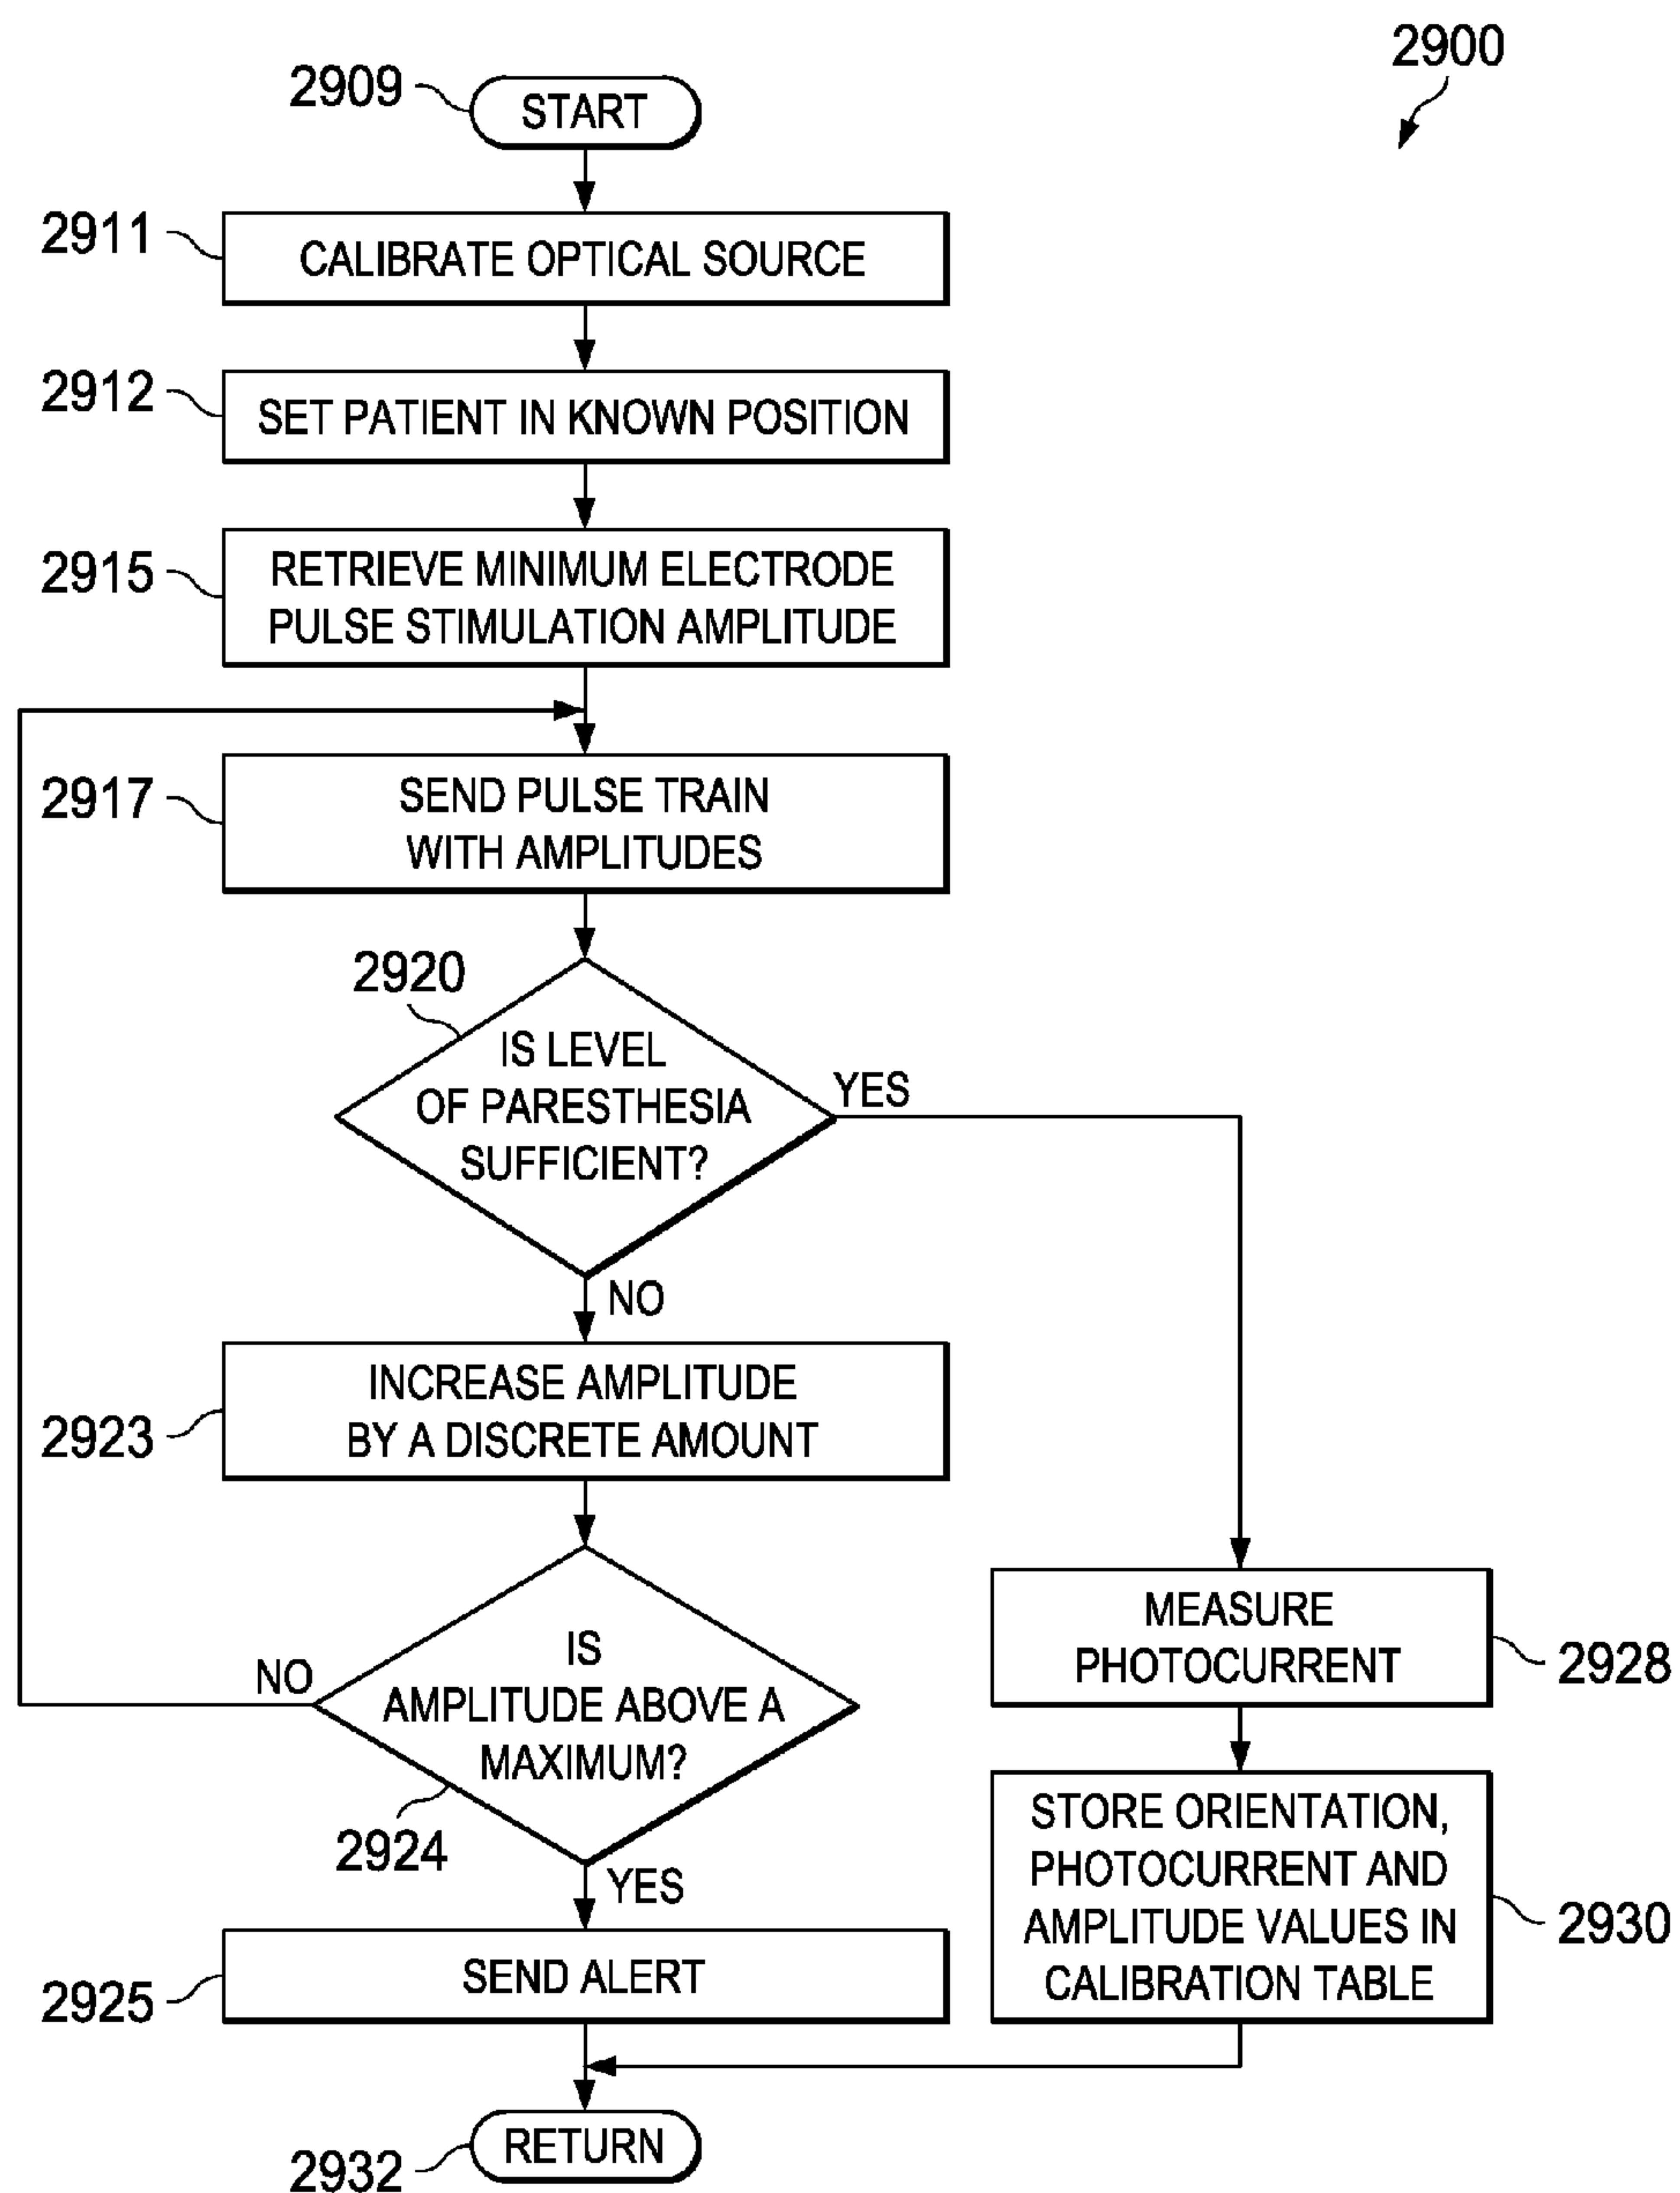 2900
2909
START
2911
CALIBRATE OPTICAL SOURCE
2912
SET PATIENT IN KNOWN POSITION
2915
RETRIEVE MINIMUM ELECTRODE
PULSE STIMULATION AMPLITUDE
2917
SEND PULSE TRAIN
WITH AMPLITUDES
2920
IS LEVEL
OF PARESTHESIA
SUFFICIENT?
YES
NO
2923
INCREASE AMPLITUDE
BY A DISCRETE AMOUNT
NO
IS
AMPLITUDE ABOVE A
MAXIMUM?
2924
YES
2925
SEND ALERT
MEASURE
PHOTOCURRENT
2928
STORE ORIENTATION,
PHOTOCURRENT AND
AMPLITUDE VALUES IN
CALIBRATION TABLE
2930
RETURN
2932